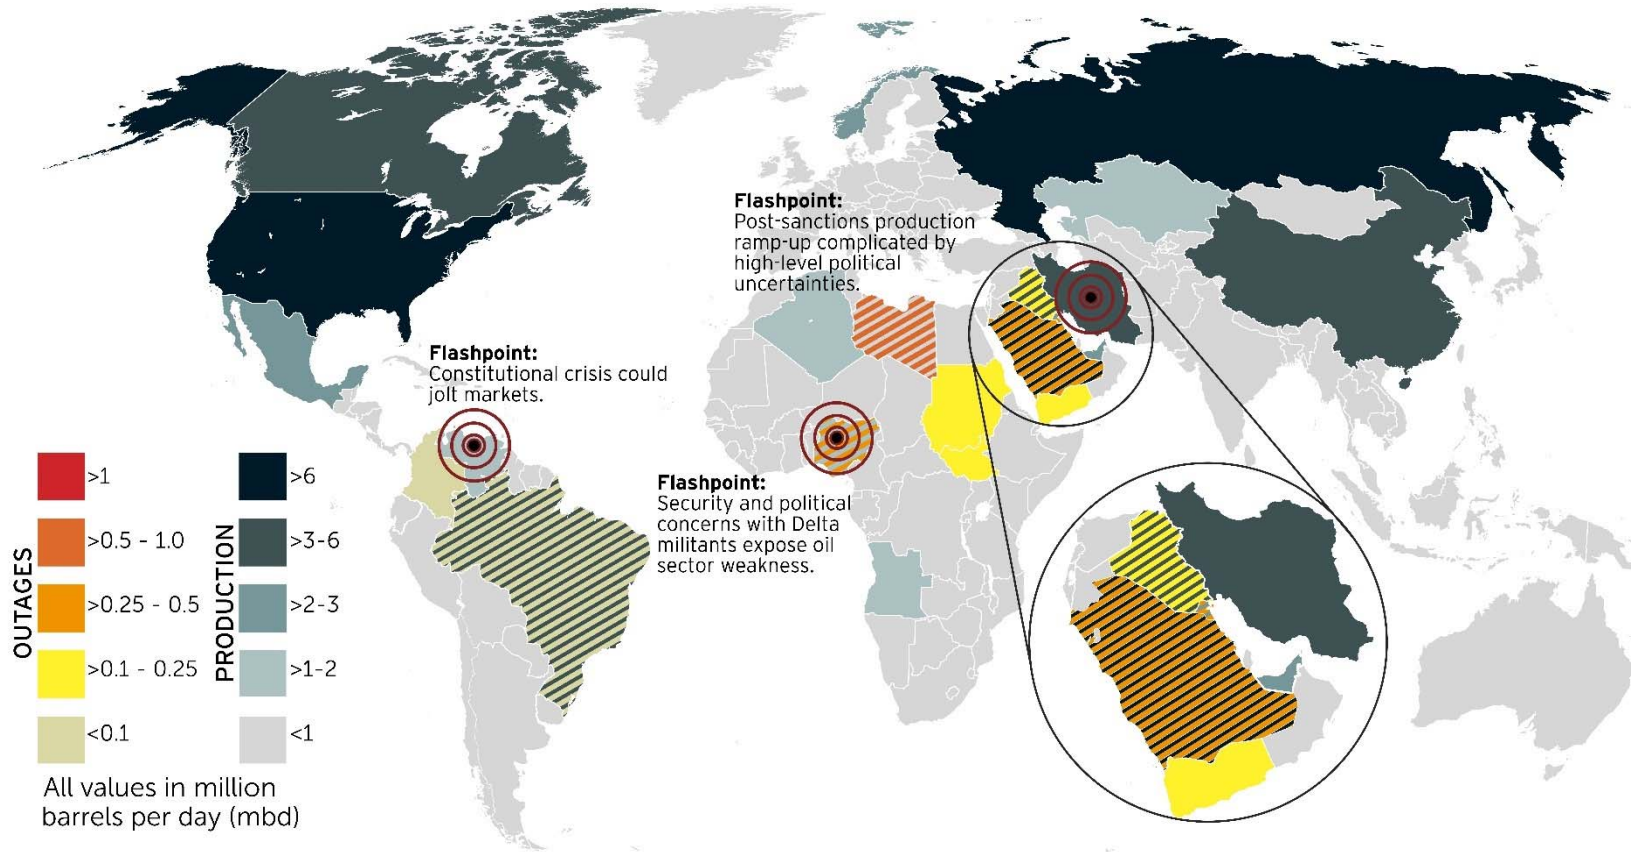 Flashpoint:
Post-sanctions production
ramp-up complicated by
high-level political
uncertainties.
Flashpoint:
Constitutional crisis could
jolt markets.
Flashpoint:
Security and political
concerns with Delta
militants expose oil
sector weakness.
OUTAGES
>1
>0.5 - 1.0
>0.25 - 0.5
>0.1 - 0.25
<0.1
PRODUCTION
>6
>3-6
>2-3
>1-2
<1
All values in million
barrels per day (mbd)